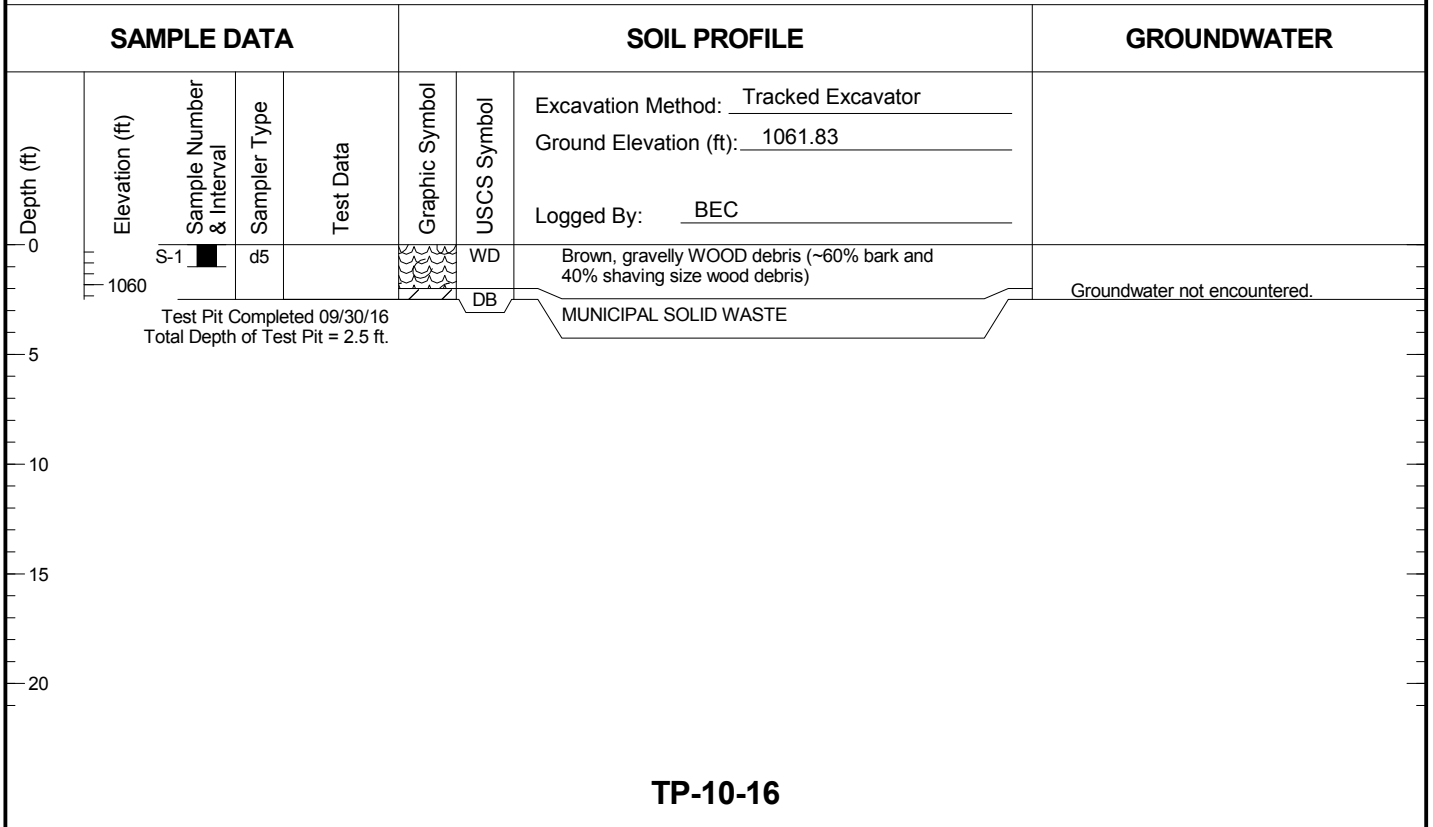 SAMPLE DATA
SOIL PROFILE
GROUNDWATER
Depth (ft)
Elevation (ft)
Sample Number
& Interval
Sampler Type
Test Data
Graphic Symbol
USCS Symbol
Excavation Method: Tracked Excavator
Ground Elevation (ft): 1061.83
Logged By: BEC
0
S-1
d5
WD
Brown, gravelly WOOD debris (~60% bark and
40% shaving size wood debris)
1060
Groundwater not encountered.
DB
MUNICIPAL SOLID WASTE
Test Pit Completed 09/30/16
Total Depth of Test Pit = 2.5 ft.
5
10
15
20
TP-10-16